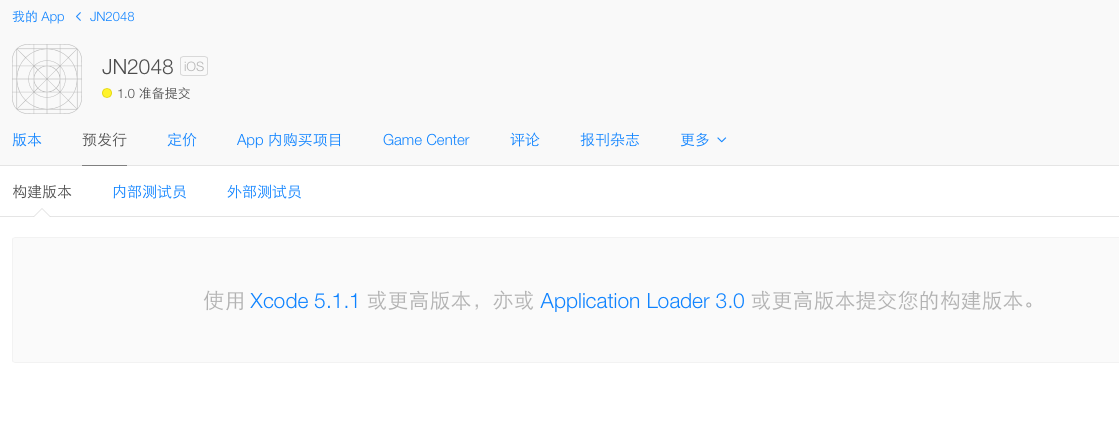 我的 App < JN2048
JN2048 iOS
1.0 准备提交
版本 预发行 定价 App 内购买项目 Game Center 评论 报刊杂志 更多
构建版本 内部测试员 外部测试员
使用 Xcode 5.1.1 或更高版本，亦或 Application Loader 3.0 或更高版本提交您的构建版本。